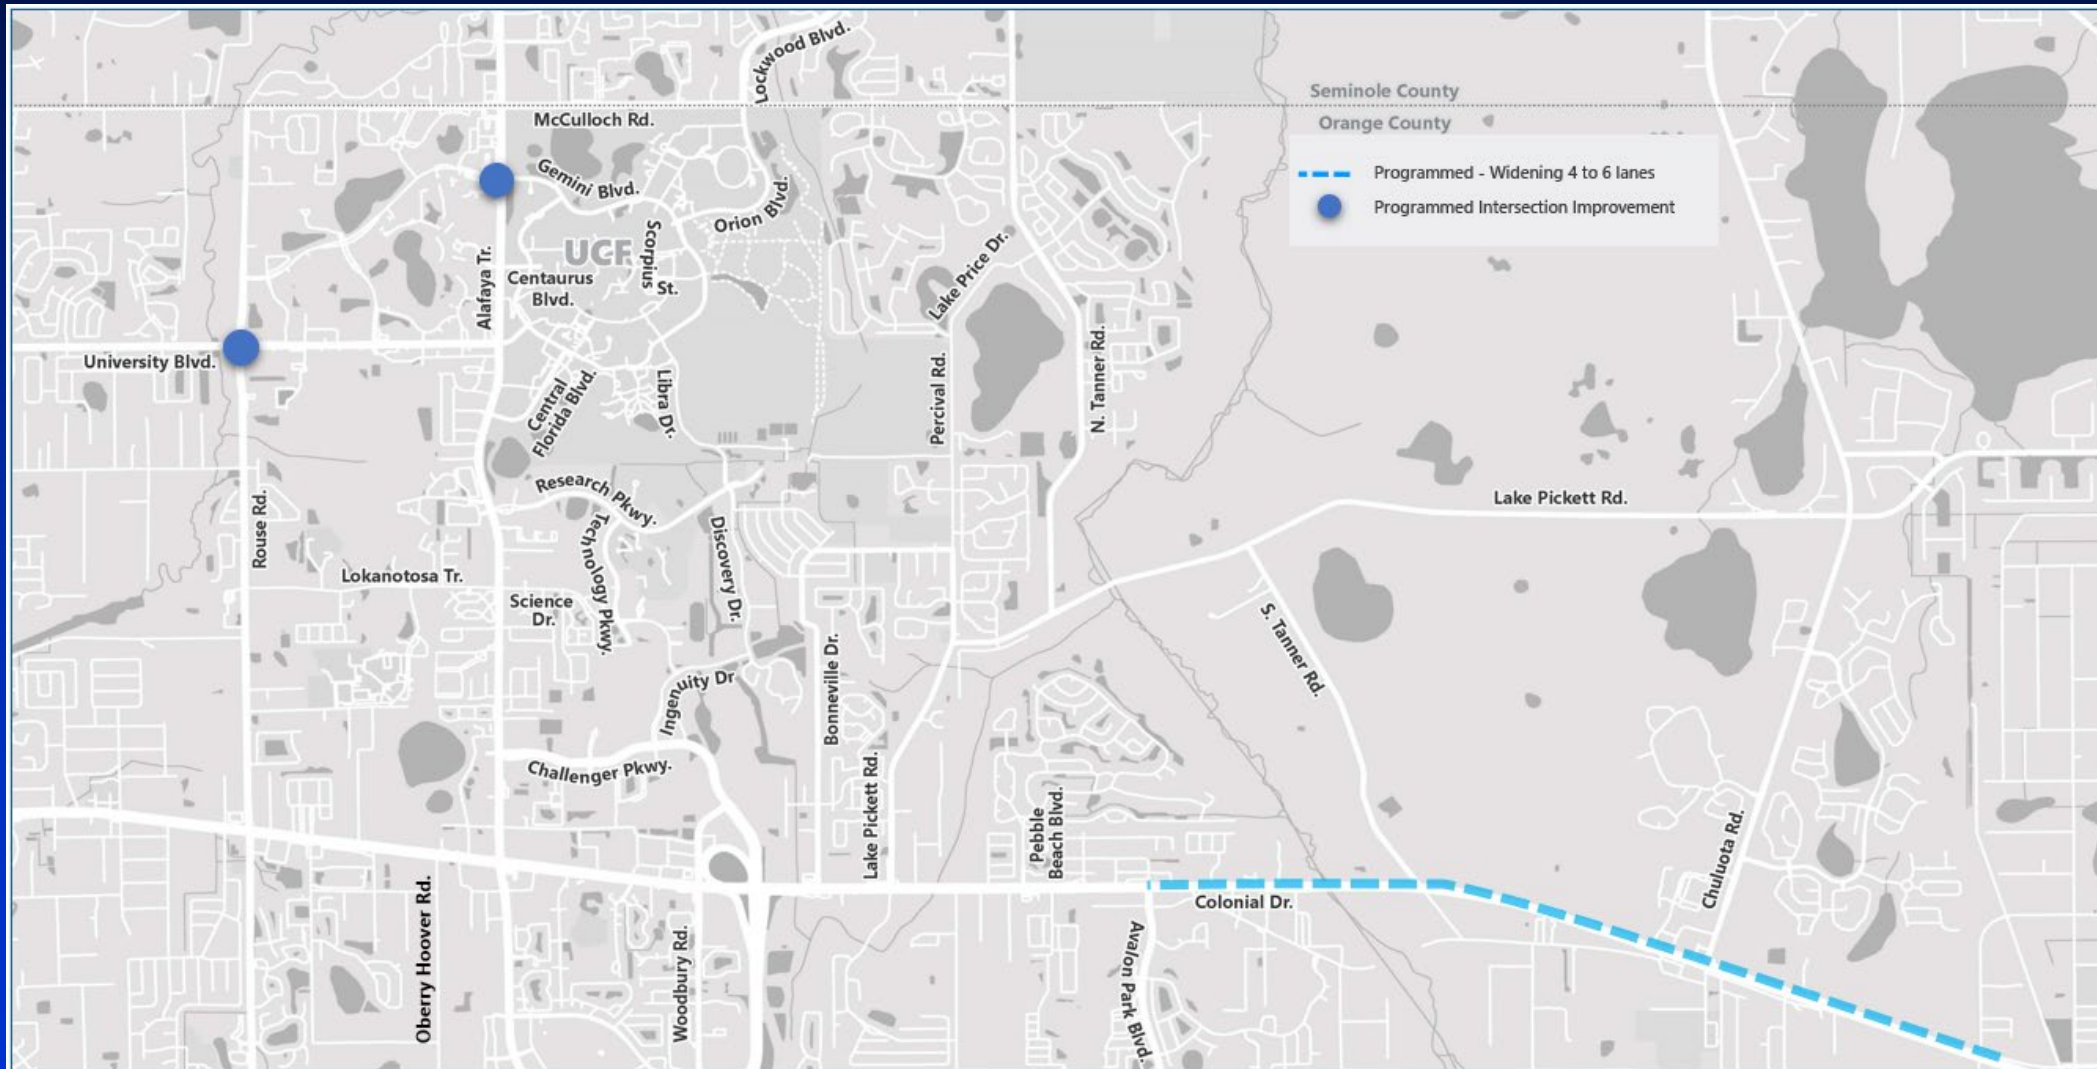 Lockwood Blvd.
Seminole County
McCulloch Rd.
Orange County
Programmed - Widening 4 to 6 lanes
Programmed Intersection Improvement
Gemini Blvd.
Orion Blvd.
Scorpius
St.
UCF
Alafaya Tr.
Centaurus
Blvd.
Lake Price Dr.
University Blvd.
Central
Florida Blvd.
Libra Dr.
Percival Rd.
N. Tanner Rd.
Rouse Rd.
Research Pkwy.
Lake Pickett Rd.
Technology Pkwy.
Discovery Dr.
Lokanotosa Tr.
Science
Dr.
S. Tanner Rd.
Ingenuity Dr
Bonneville Dr.
Challenger Pkwy.
Lake Pickett Rd.
Pebble
Beach Blvd.
Chuluota Rd.
Colonial Dr.
Oberry Hoover Rd.
Woodbury Rd.
Avalon Park Blvd.